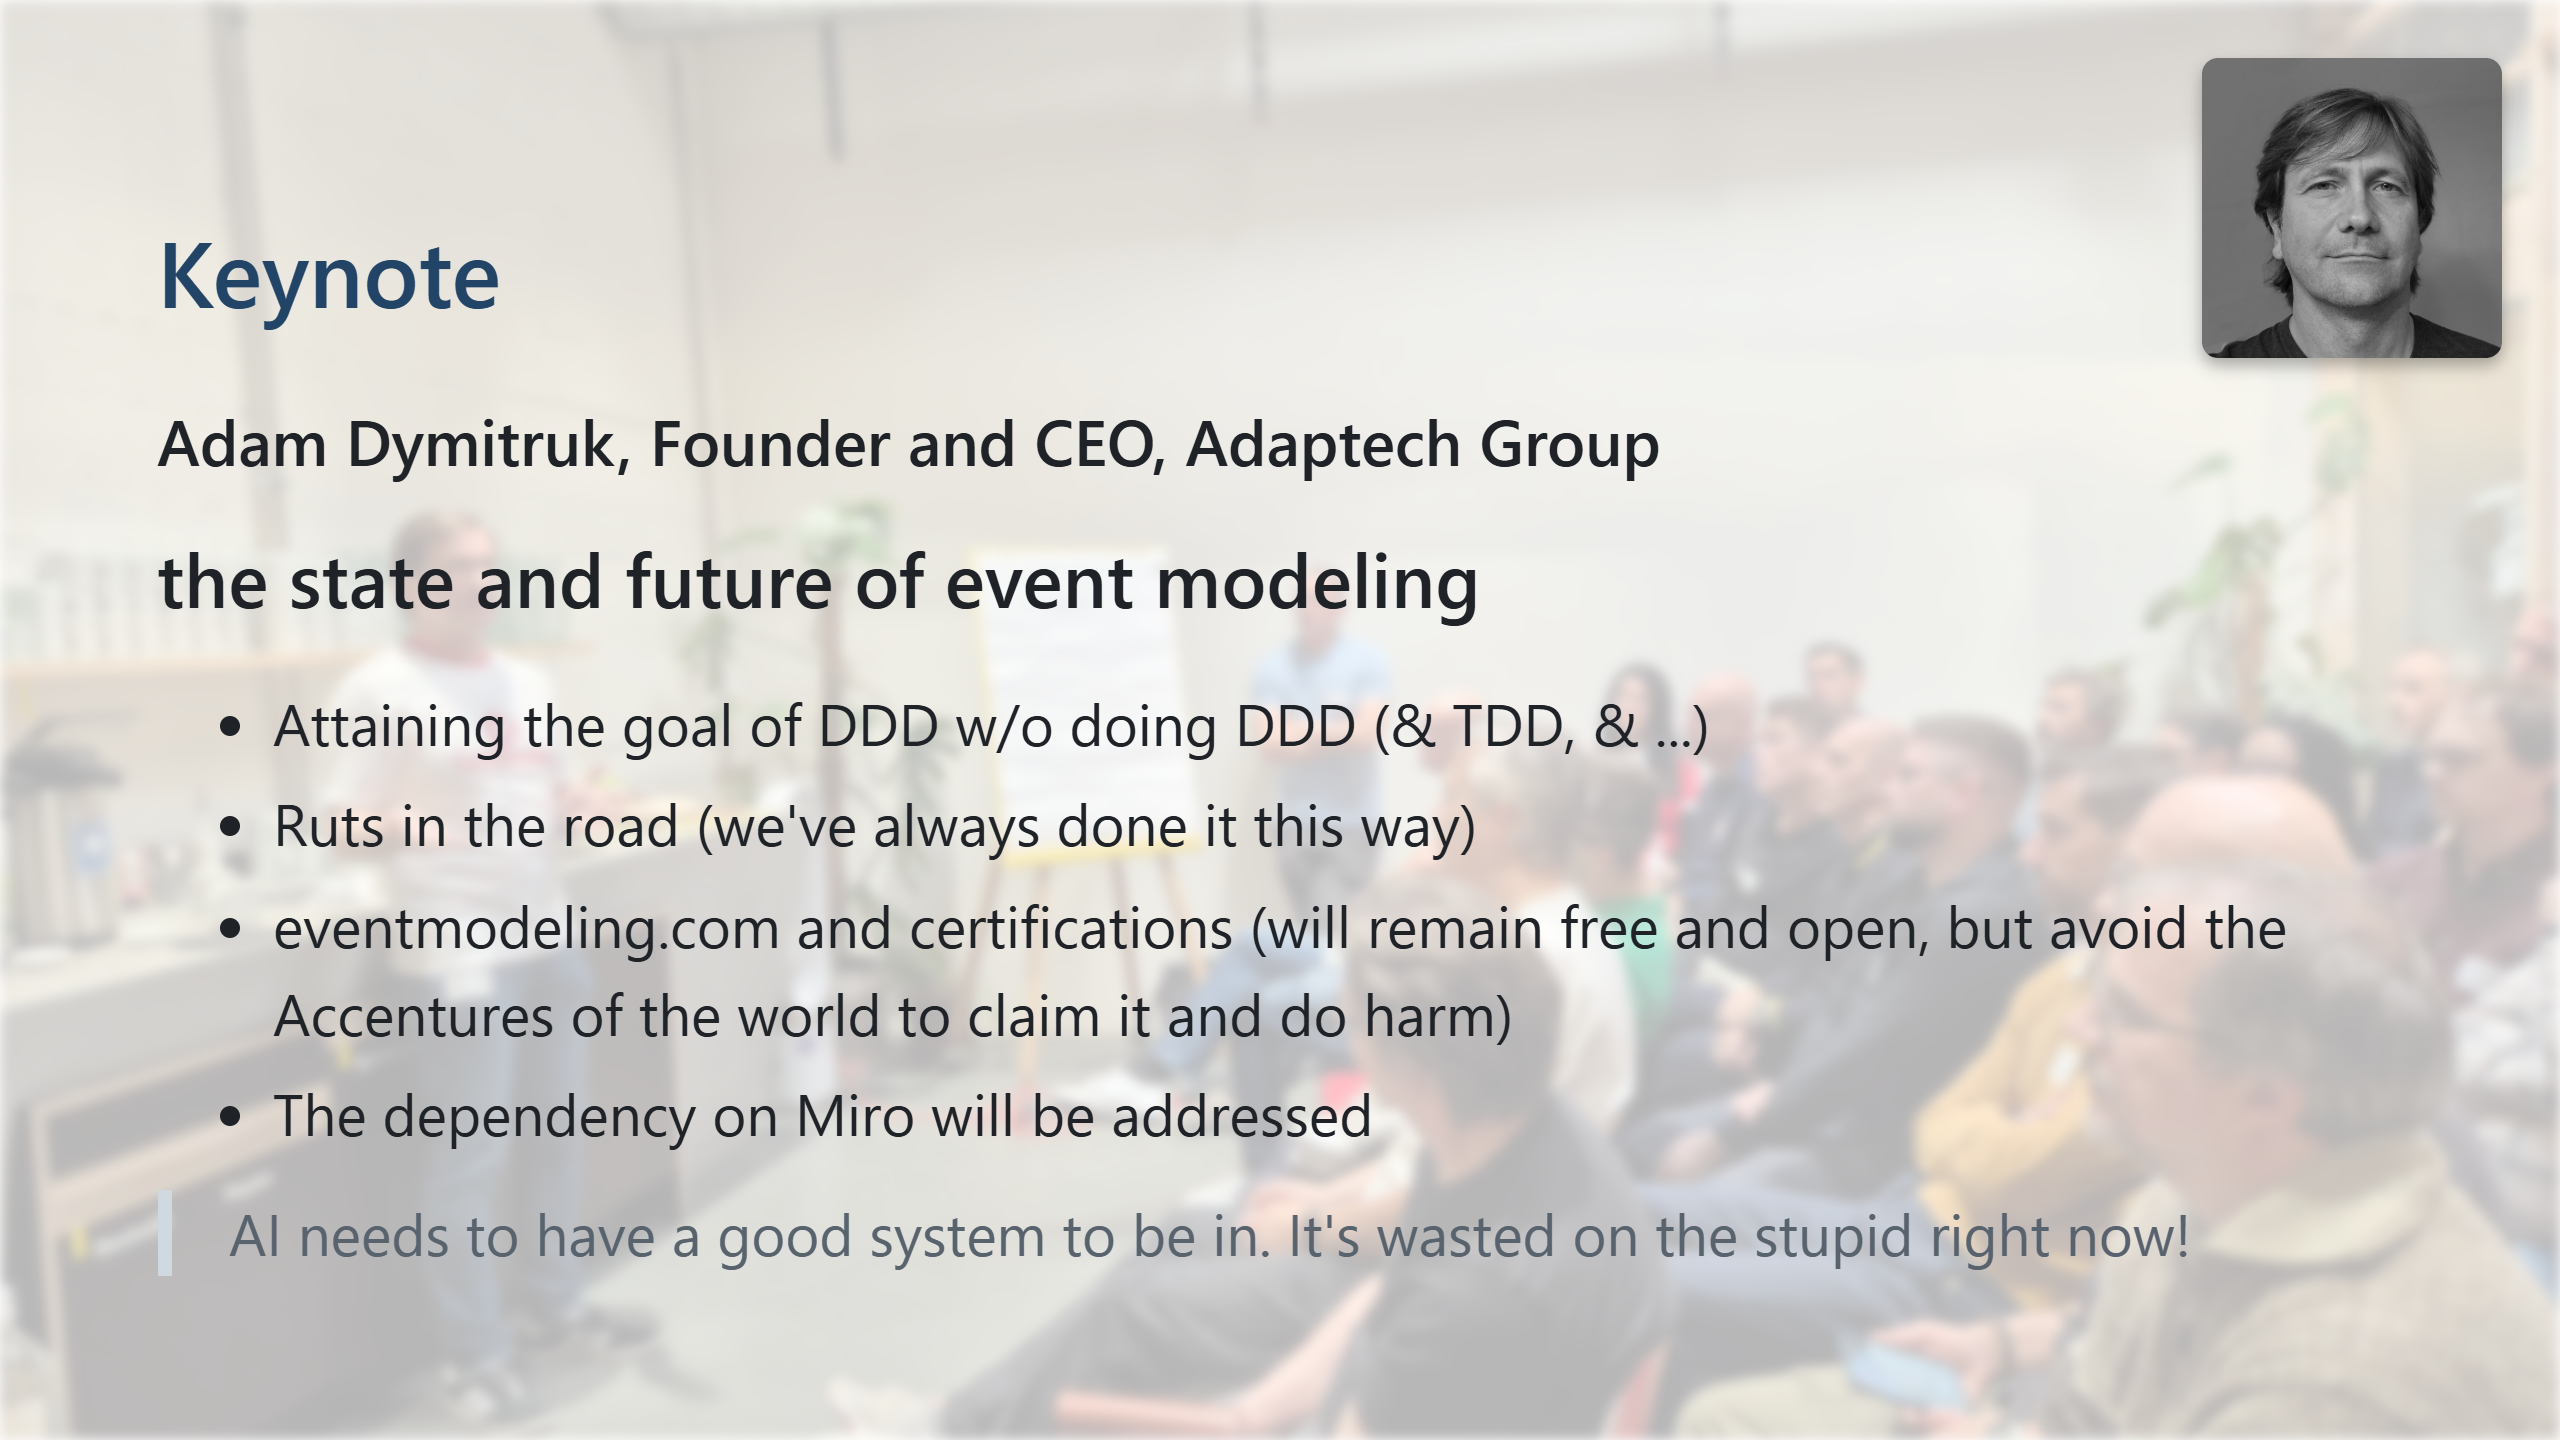 Keynote
Adam Dymitruk, Founder and CEO, Adaptech Group
the state and future of event modeling
• Attaining the goal of DDD w/o doing DDD (& TDD, & ...)
• Ruts in the road (we've always done it this way)
• eventmodeling.com and certifications (will remain free and open, but avoid the
Accentures of the world to claim it and do harm)
• The dependency on Miro will be addressed
AI needs to have a good system to be in. It's wasted on the stupid right now!